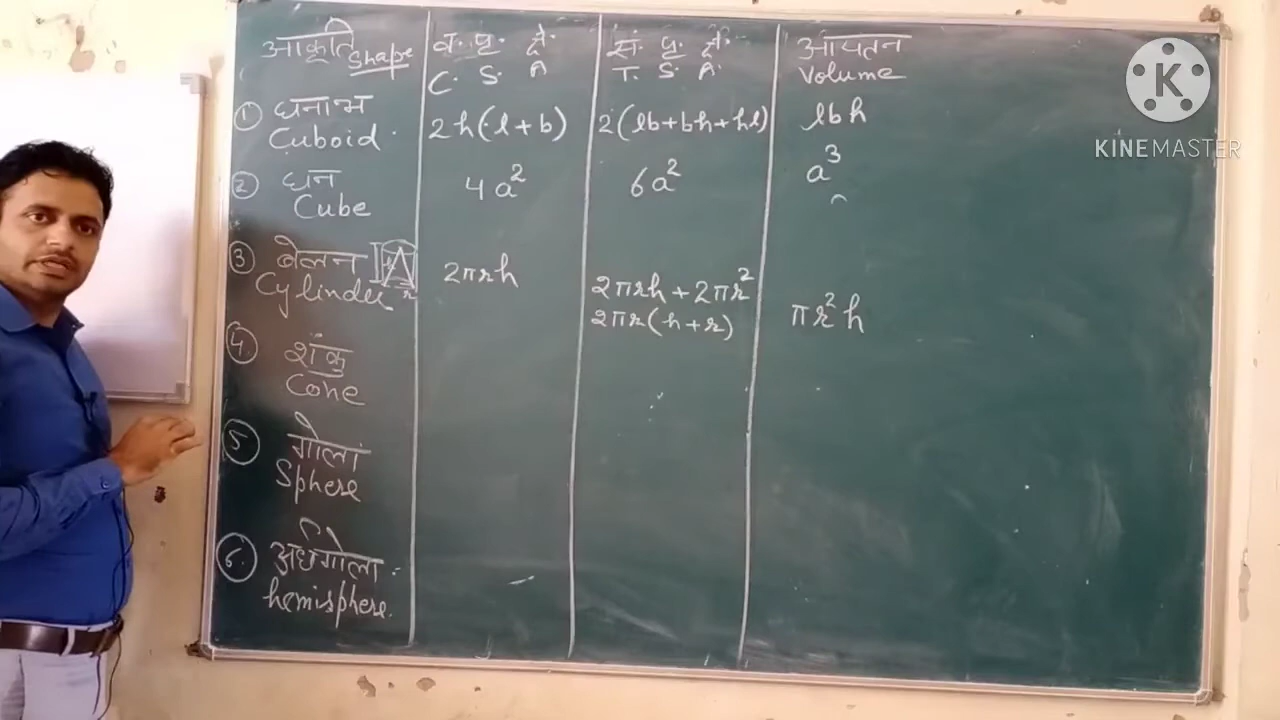 आकृति Shape
व. पृ. क्षे.
C. S. A
सं. पृ. क्षे.
T. S. A.
आयतन
Volume
① घनाभ
Cuboid
2h(l+b)
2(lb+bh+hl)
lbh
② घन
Cube
4a²
6a²
a³
③ बेलन
Cylinder r
2πrh
2πrh+2πr²
2πr(h+r)
πr²h
④ शंकु
Cone
⑤ गोला
Sphere
⑥ अर्धगोला
hemisphere.
K
KINEMASTER